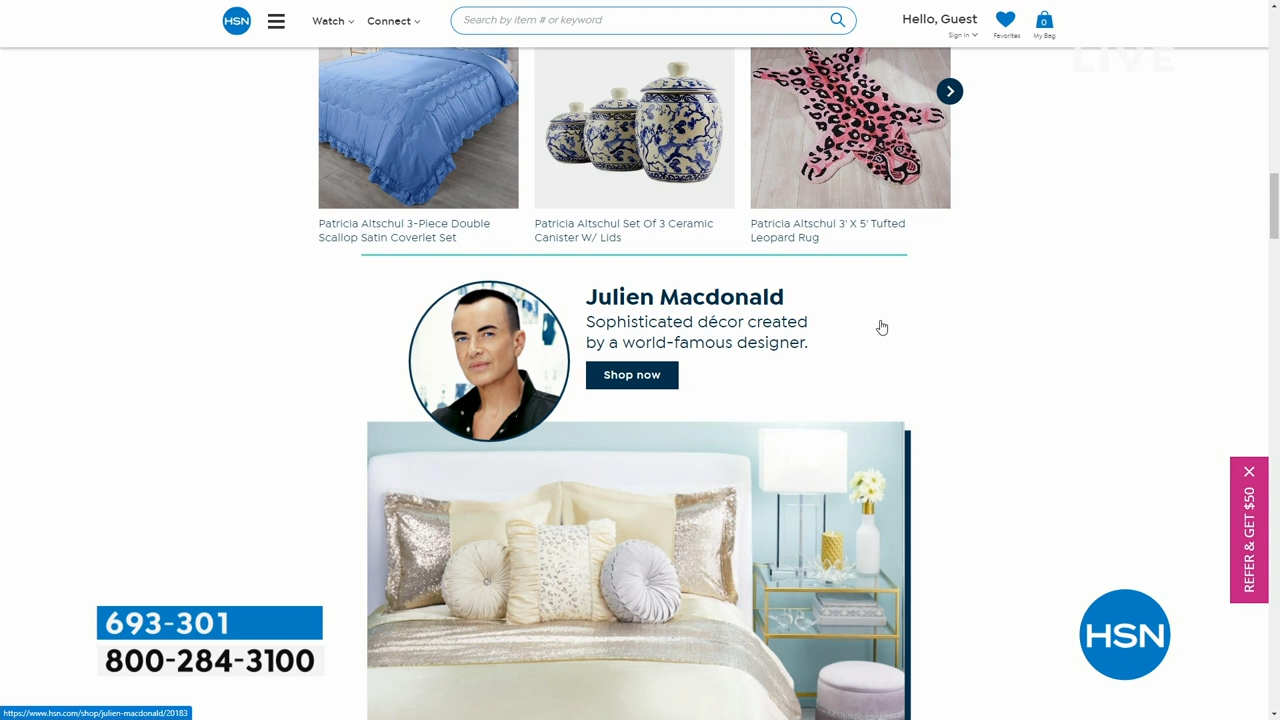 HSN
Watch
Connect
Search by item # or keyword
Hello, Guest
Sign In
Favorites
0
My Bag
LIVE
Patricia Altschul 3-Piece Double
Scallop Satin Coverlet Set
Patricia Altschul Set Of 3 Ceramic
Canister W/ Lids
Patricia Altschul 3' X 5' Tufted
Leopard Rug
Julien Macdonald
Sophisticated décor created
by a world-famous designer.
Shop now
REFER & GET $50
693-301
800-284-3100
HSN
https://www.hsn.com/shop/julien-macdonald/20183